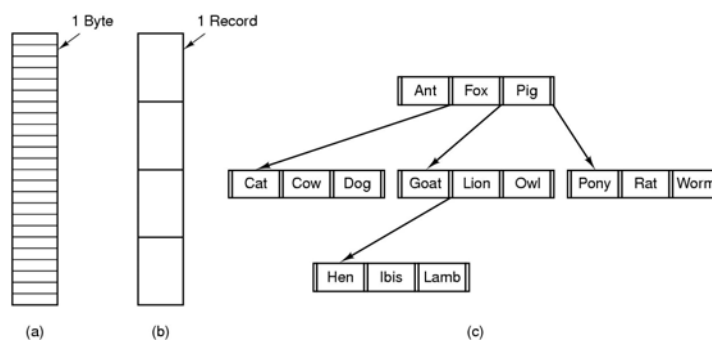 1 Byte
1 Record
Ant Fox Pig
Cat Cow Dog
Goat Lion Owl
Pony Rat Worm
Hen Ibis Lamb
(a)
(b)
(c)